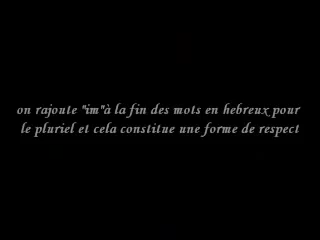 on rajoute "im"à la fin des mots en hebreux pour
le pluriel et cela constitue une forme de respect